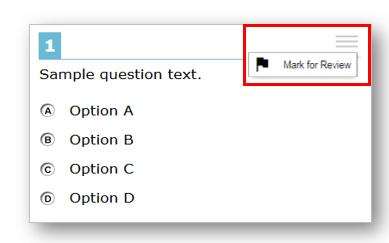 1
Mark for Review
Sample question text.
A Option A
B Option B
C Option C
D Option D